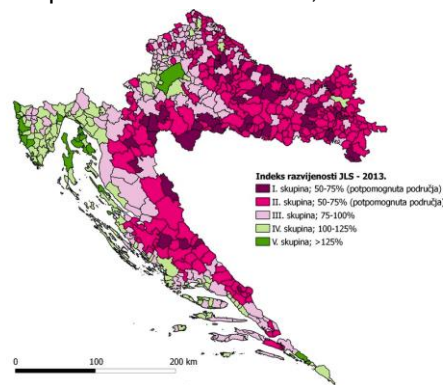 Indeks razvijenosti JLS - 2013.
I. skupina; 50-75% (potpomognuta područja)
II. skupina; 50-75% (potpomognuta područja)
III. skupina; 75-100%
IV. skupina; 100-125%
V. skupina; >125%
0 100 200 km